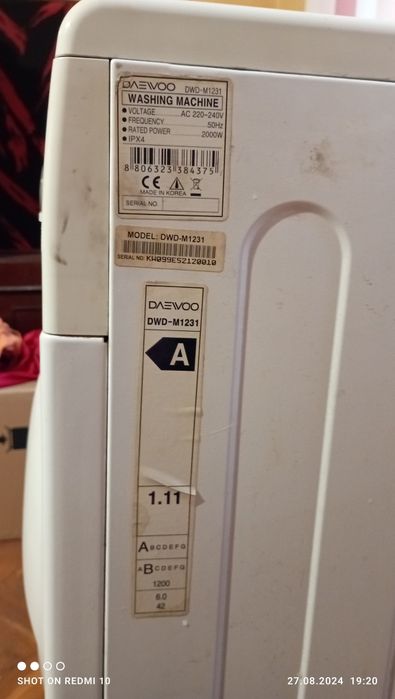 DAEWOO DWD-M1231
WASHING MACHINE
• VOLTAGE AC 220~240V
• FREQUENCY 50Hz
• RATED POWER 2000W
• IPX4
8 806323 384375
CE
MADE IN KOREA
SERIAL NO.
MODEL: DWD-M1231
SERIAL NO: KW099ES2120010
DAEWOO
DWD-M1231
A
1.11
ABCDEFG
ABCDEFG
1200
6.0
42
SHOT ON REDMI 10
27.08.2024 19:20